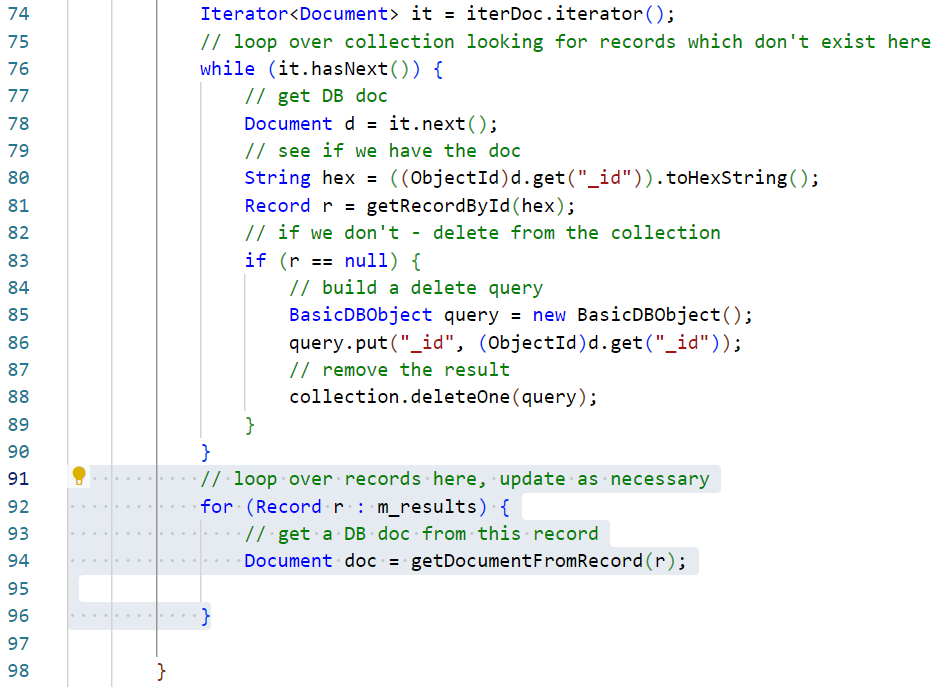 74 Iterator<Document> it = iterDoc.iterator();
75 // loop over collection looking for records which don't exist here
76 while (it.hasNext()) {
77 // get DB doc
78 Document d = it.next();
79 // see if we have the doc
80 String hex = ((ObjectId)d.get("_id")).toHexString();
81 Record r = getRecordById(hex);
82 // if we don't - delete from the collection
83 if (r == null) {
84 // build a delete query
85 BasicDBObject query = new BasicDBObject();
86 query.put("_id", (ObjectId)d.get("_id"));
87 // remove the result
88 collection.deleteOne(query);
89 }
90 }
91 // loop over records here, update as necessary
92 for (Record r : m_results) {
93 // get a DB doc from this record
94 Document doc = getDocumentFromRecord(r);
95
96 }
97
98 }